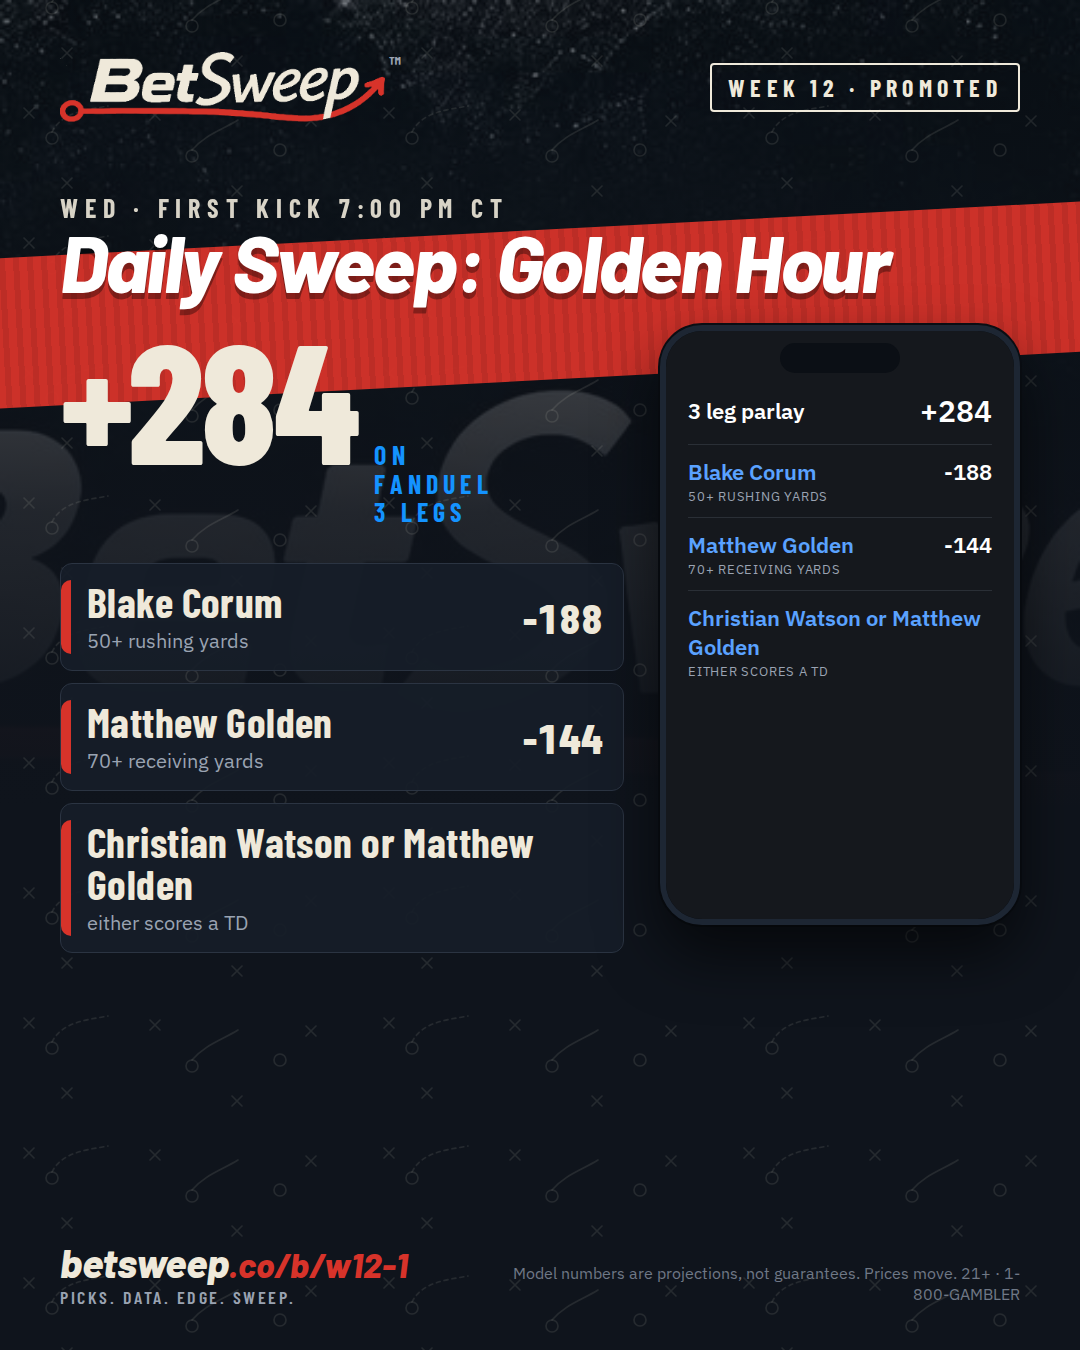 BetSweep™
WEEK 12 · PROMOTED
WED · FIRST KICK 7:00 PM CT
Daily Sweep: Golden Hour
+284
ON
FANDUEL
3 LEGS
Blake Corum
50+ rushing yards
-188
Matthew Golden
70+ receiving yards
-144
Christian Watson or Matthew
Golden
either scores a TD
3 leg parlay
+284
Blake Corum
-188
50+ RUSHING YARDS
Matthew Golden
-144
70+ RECEIVING YARDS
Christian Watson or Matthew
Golden
EITHER SCORES A TD
betsweep.co/b/w12-1
PICKS. DATA. EDGE. SWEEP.
Model numbers are projections, not guarantees. Prices move. 21+ · 1-
800-GAMBLER